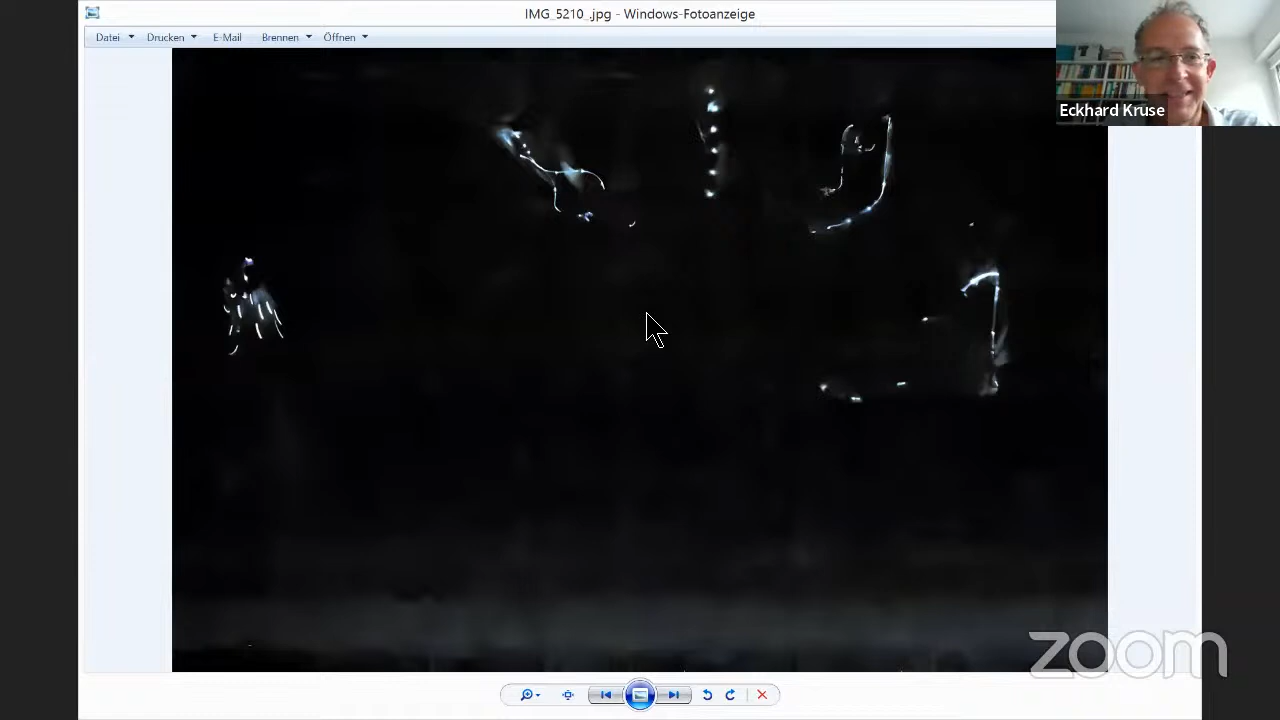 IMG_5210_.jpg - Windows-Fotoanzeige
Datei Drucken E-Mail Brennen Öffnen
Eckhard Kruse
zoom